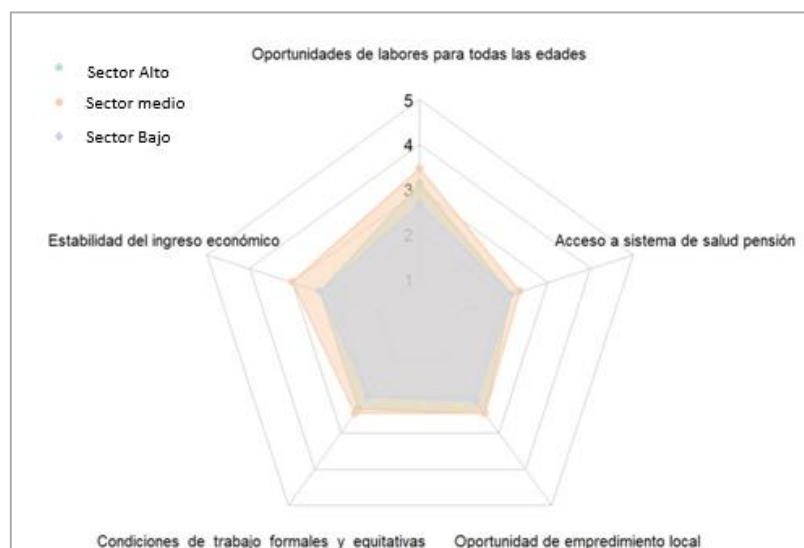 Oportunidades de labores para todas las edades
Sector Alto
Sector medio
Sector Bajo
5
4
3
2
1
Estabilidad del ingreso económico
Acceso a sistema de salud pensión
Condiciones de trabajo formales y equitativas
Oportunidad de empredimiento local